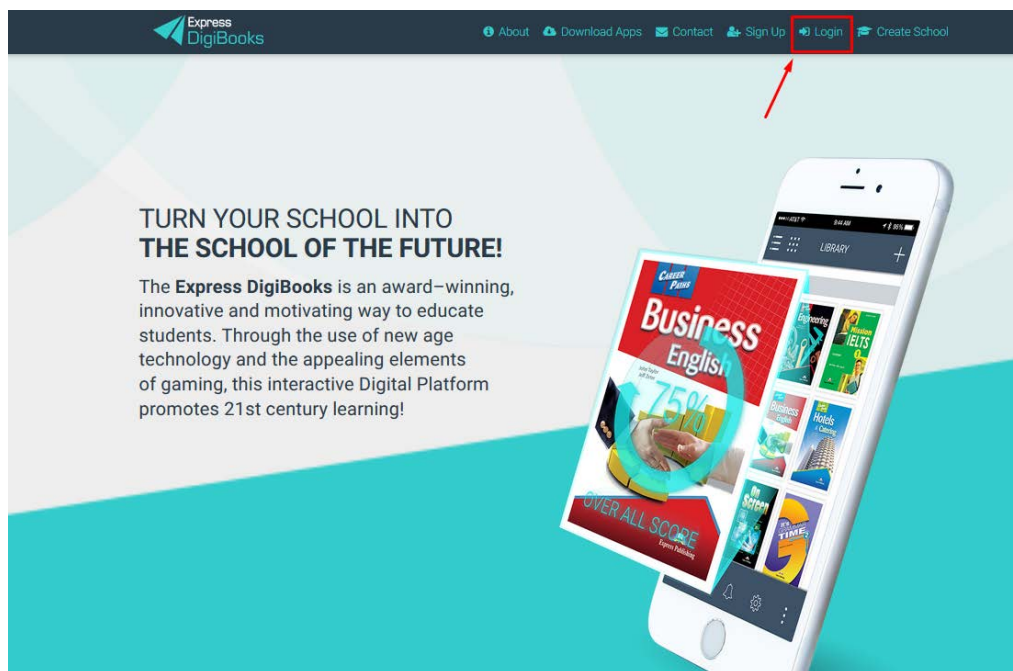 Express
DigiBooks
About Download Apps Contact Sign Up Login Create School
TURN YOUR SCHOOL INTO
THE SCHOOL OF THE FUTURE!
The Express DigiBooks is an award–winning,
innovative and motivating way to educate
students. Through the use of new age
technology and the appealing elements
of gaming, this interactive Digital Platform
promotes 21st century learning!
9:44 AM
LIBRARY
CAREER
PATHS
Business
English
75%
OVER ALL SCORE
Express Publishing
Engineering
Mission
IELTS
Business
English
Hotels
& Catering
On
Screen
TIME